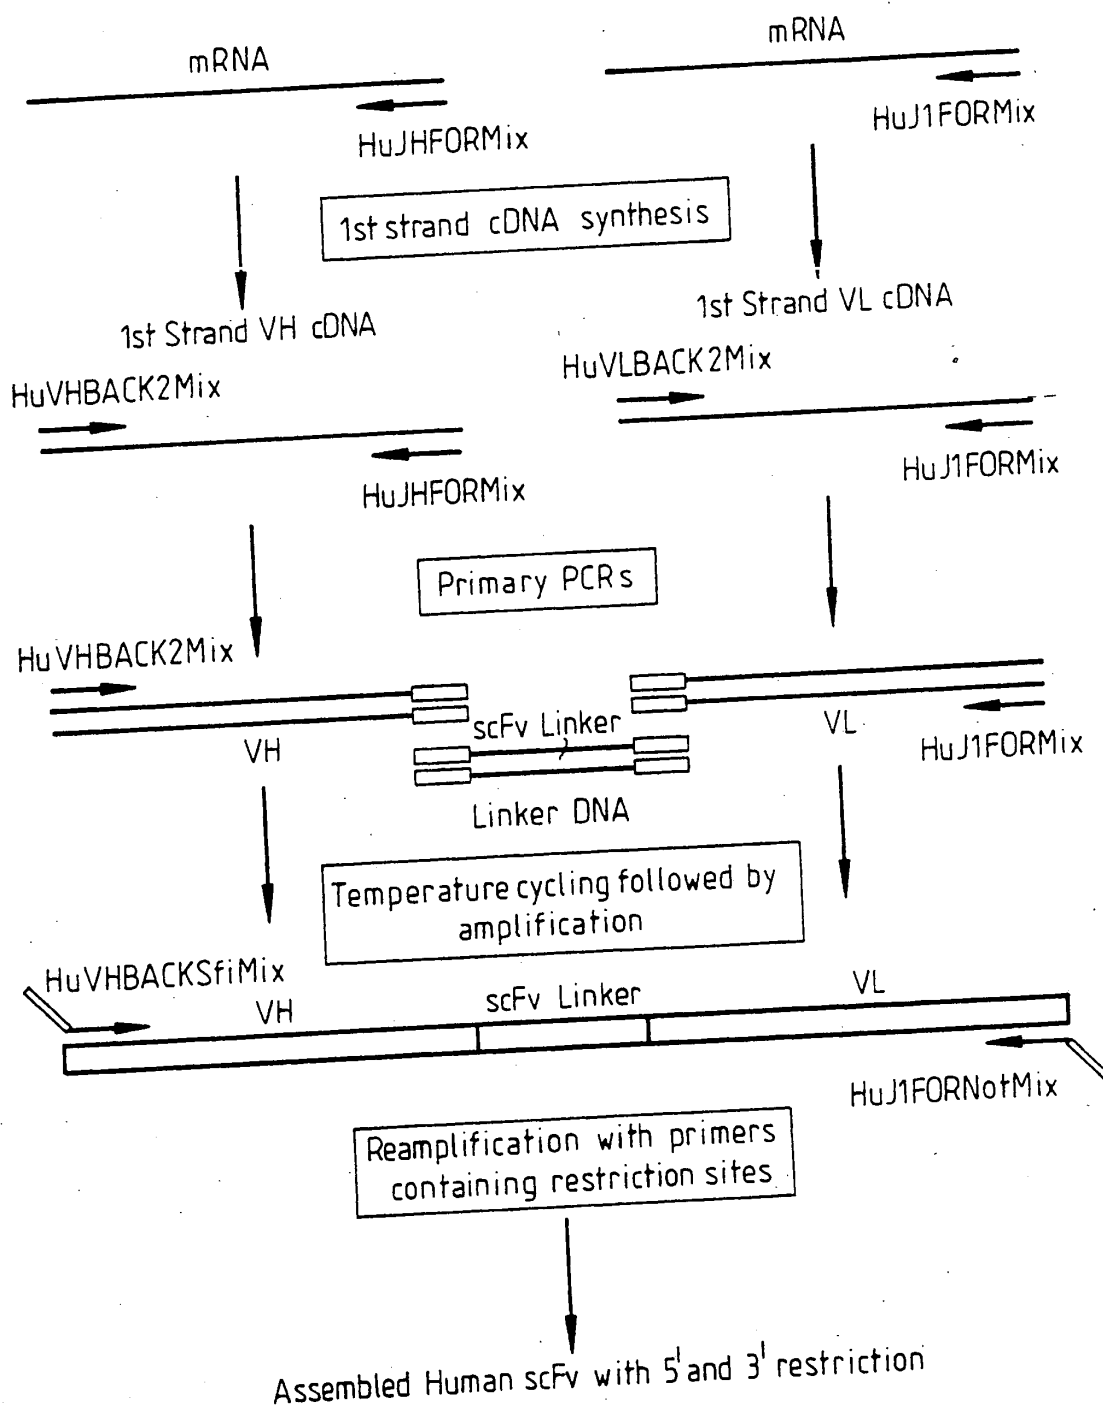 mRNA
mRNA
HuJHFORMix
HuJ1FORMix
1st strand cDNA synthesis
1st Strand VH cDNA
1st Strand VL cDNA
HuVHBACK2Mix
HuVLBACK2Mix
HuJHFORMix
HuJ1FORMix
Primary PCRs
HuVHBACK2Mix
VH
scFv Linker
VL
HuJ1FORMix
Linker DNA
Temperature cycling followed by
amplification
HuVHBACKSfiMix
VH
scFv Linker
VL
HuJ1FORNotMix
Reamplification with primers
containing restriction sites
Assembled Human scFv with 5' and 3' restriction